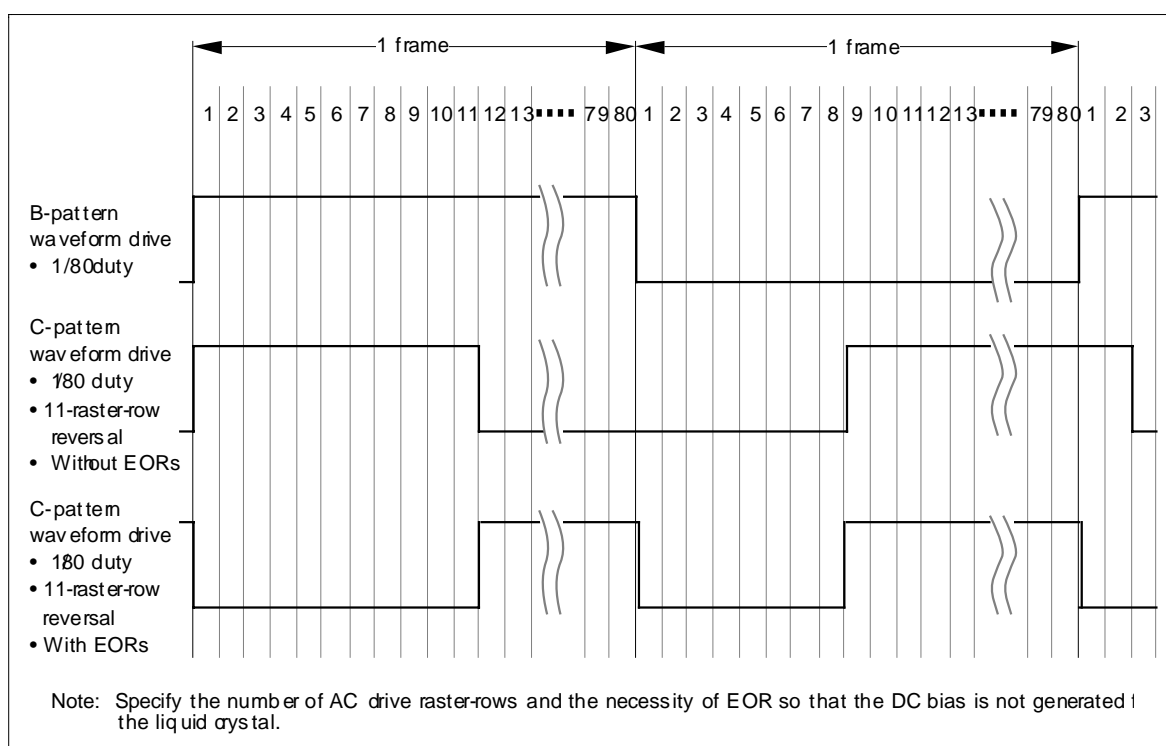 1 frame 1 frame
1 2 3 4 5 6 7 8 9 10 11 12 13 ▪▪▪▪ 79 80 1 2 3 4 5 6 7 8 9 10 11 12 13 ▪▪▪▪ 79 80 1 2 3
B-pattern
waveform drive
• 1/80duty
C-pattern
waveform drive
• 1/80 duty
• 11-raster-row
reversal
• Without EORs
C-pattern
waveform drive
• 1/80 duty
• 11-raster-row
reversal
• With EORs
Note: Specify the number of AC drive raster-rows and the necessity of EOR so that the DC bias is not generated
the liquid crystal.